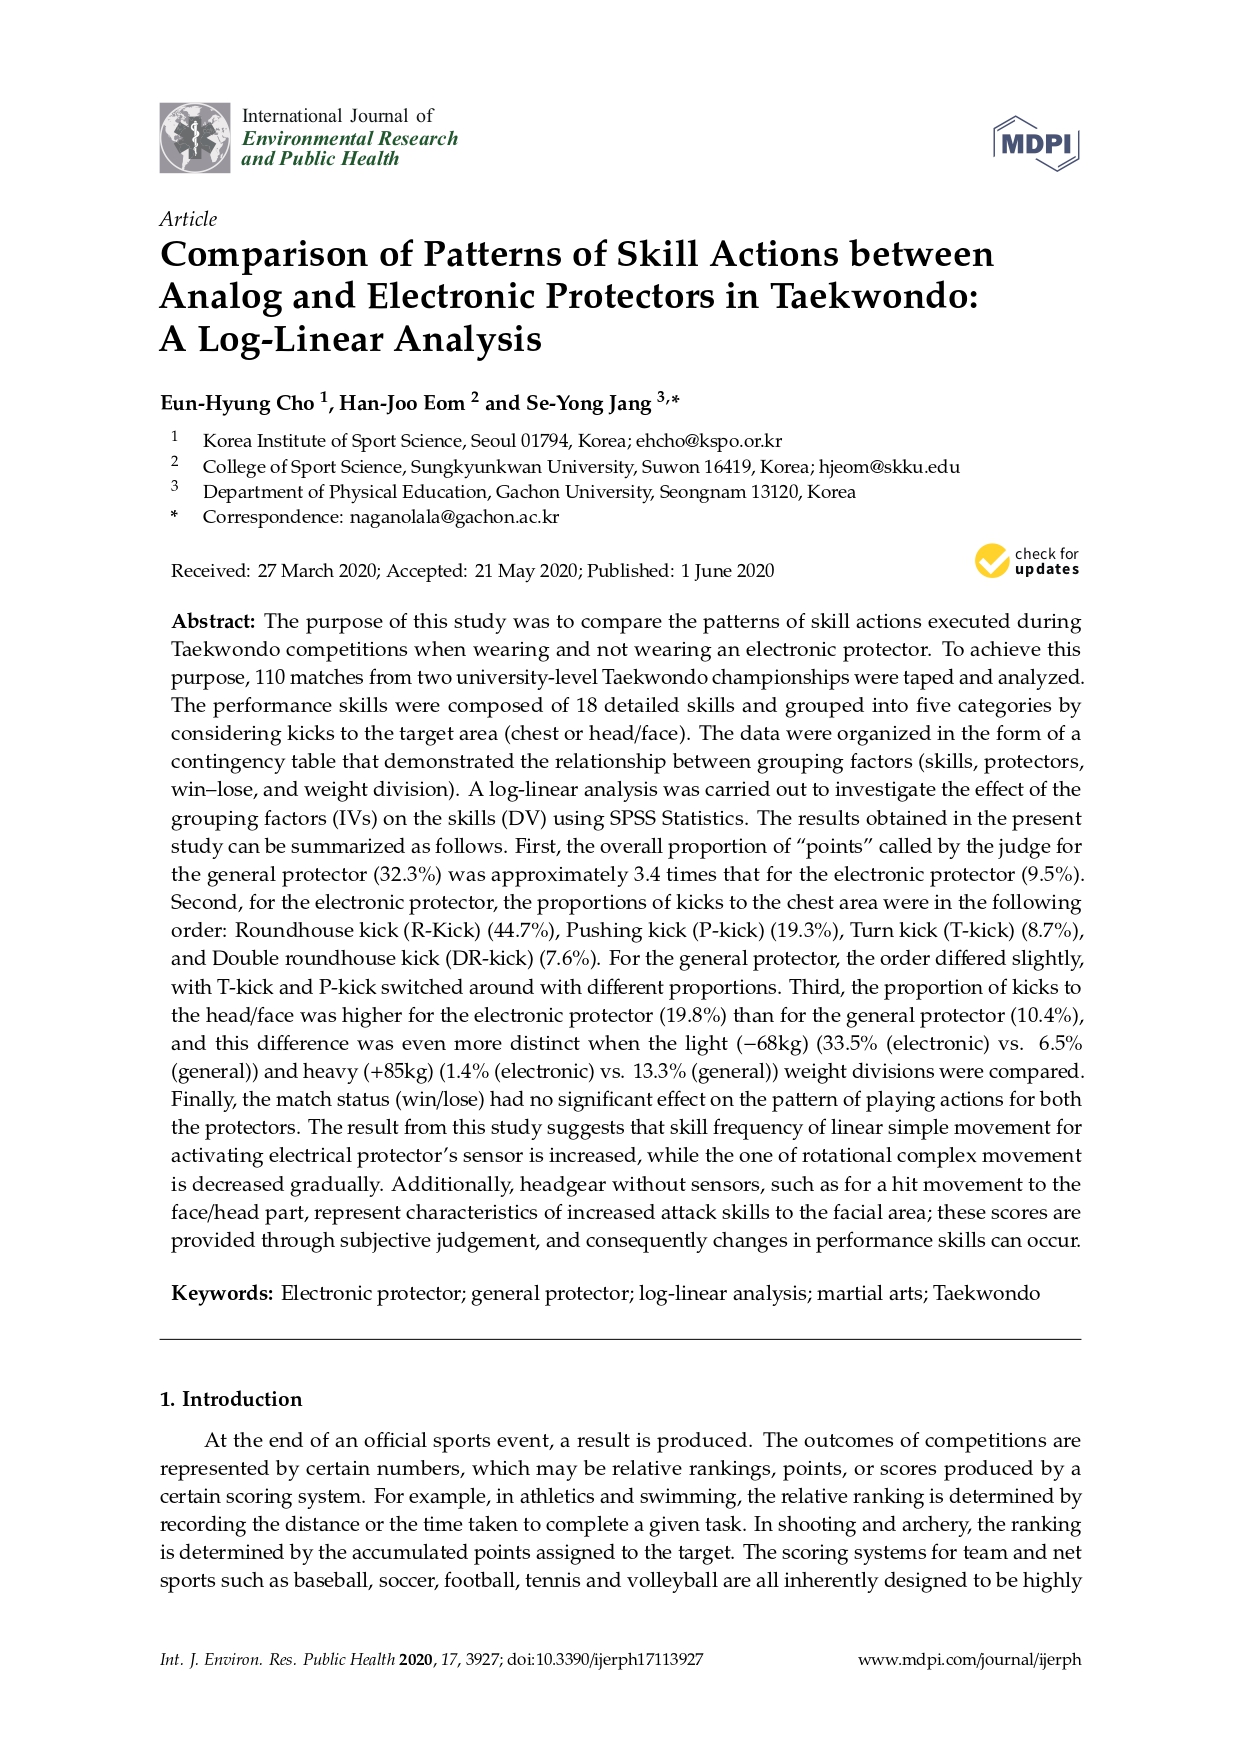 International Journal of
Environmental Research
and Public Health
MDPI
Article
Comparison of Patterns of Skill Actions between
Analog and Electronic Protectors in Taekwondo:
A Log-Linear Analysis
Eun-Hyung Cho 1, Han-Joo Eom 2 and Se-Yong Jang 3,*
1 Korea Institute of Sport Science, Seoul 01794, Korea; ehcho@kspo.or.kr
2 College of Sport Science, Sungkyunkwan University, Suwon 16419, Korea; hjeom@skku.edu
3 Department of Physical Education, Gachon University, Seongnam 13120, Korea
* Correspondence: naganolala@gachon.ac.kr
Received: 27 March 2020; Accepted: 21 May 2020; Published: 1 June 2020
check for
updates
Abstract: The purpose of this study was to compare the patterns of skill actions executed during
Taekwondo competitions when wearing and not wearing an electronic protector. To achieve this
purpose, 110 matches from two university-level Taekwondo championships were taped and analyzed.
The performance skills were composed of 18 detailed skills and grouped into five categories by
considering kicks to the target area (chest or head/face). The data were organized in the form of a
contingency table that demonstrated the relationship between grouping factors (skills, protectors,
win–lose, and weight division). A log-linear analysis was carried out to investigate the effect of the
grouping factors (IVs) on the skills (DV) using SPSS Statistics. The results obtained in the present
study can be summarized as follows. First, the overall proportion of “points” called by the judge for
the general protector (32.3%) was approximately 3.4 times that for the electronic protector (9.5%).
Second, for the electronic protector, the proportions of kicks to the chest area were in the following
order: Roundhouse kick (R-Kick) (44.7%), Pushing kick (P-kick) (19.3%), Turn kick (T-kick) (8.7%),
and Double roundhouse kick (DR-kick) (7.6%). For the general protector, the order differed slightly,
with T-kick and P-kick switched around with different proportions. Third, the proportion of kicks to
the head/face was higher for the electronic protector (19.8%) than for the general protector (10.4%),
and this difference was even more distinct when the light (−68kg) (33.5% (electronic) vs. 6.5%
(general)) and heavy (+85kg) (1.4% (electronic) vs. 13.3% (general)) weight divisions were compared.
Finally, the match status (win/lose) had no significant effect on the pattern of playing actions for both
the protectors. The result from this study suggests that skill frequency of linear simple movement for
activating electrical protector’s sensor is increased, while the one of rotational complex movement
is decreased gradually. Additionally, headgear without sensors, such as for a hit movement to the
face/head part, represent characteristics of increased attack skills to the facial area; these scores are
provided through subjective judgement, and consequently changes in performance skills can occur.
Keywords: Electronic protector; general protector; log-linear analysis; martial arts; Taekwondo
1. Introduction
At the end of an official sports event, a result is produced. The outcomes of competitions are
represented by certain numbers, which may be relative rankings, points, or scores produced by a
certain scoring system. For example, in athletics and swimming, the relative ranking is determined by
recording the distance or the time taken to complete a given task. In shooting and archery, the ranking
is determined by the accumulated points assigned to the target. The scoring systems for team and net
sports such as baseball, soccer, football, tennis and volleyball are all inherently designed to be highly
Int. J. Environ. Res. Public Health 2020, 17, 3927; doi:10.3390/ijerph17113927
www.mdpi.com/journal/ijerph